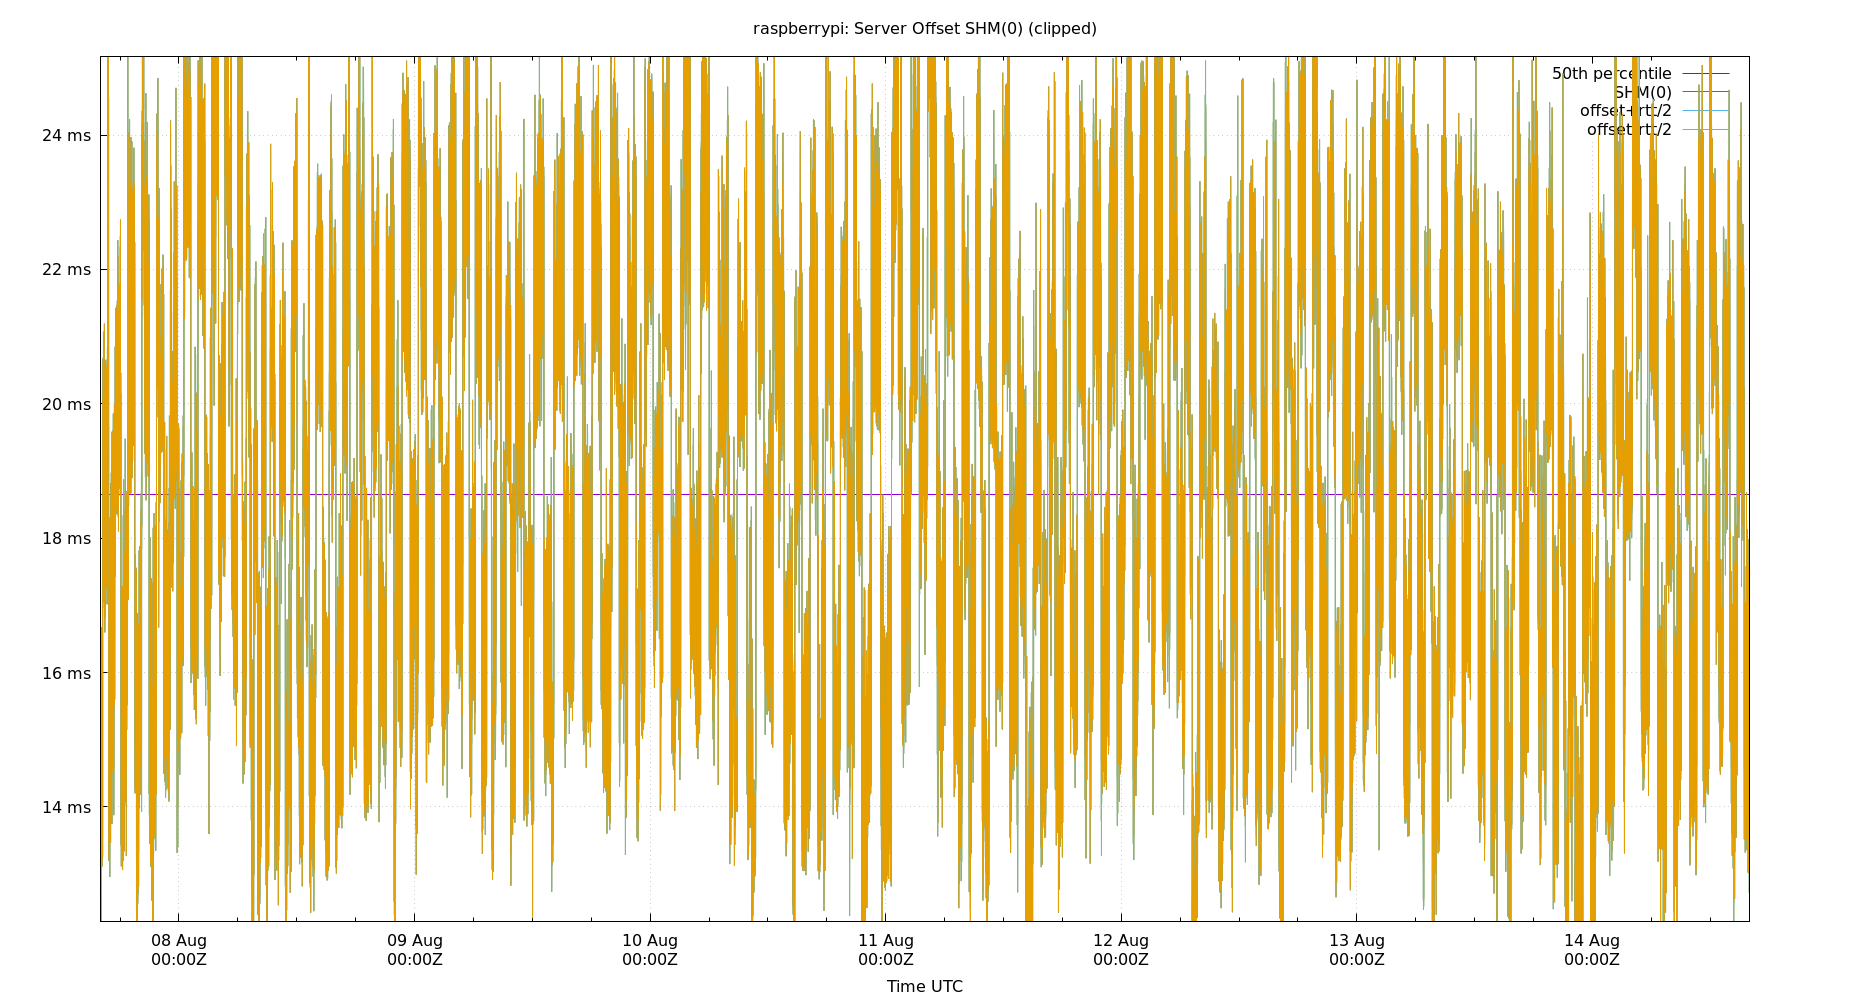 raspberrypi: Server Offset SHM(0) (clipped)
50th percentile
SHM(0)
offset+rtt/2
offset-rtt/2
24 ms
22 ms
20 ms
18 ms
16 ms
14 ms
08 Aug 09 Aug 10 Aug 11 Aug 12 Aug 13 Aug 14 Aug
00:00Z 00:00Z 00:00Z 00:00Z 00:00Z 00:00Z 00:00Z
Time UTC